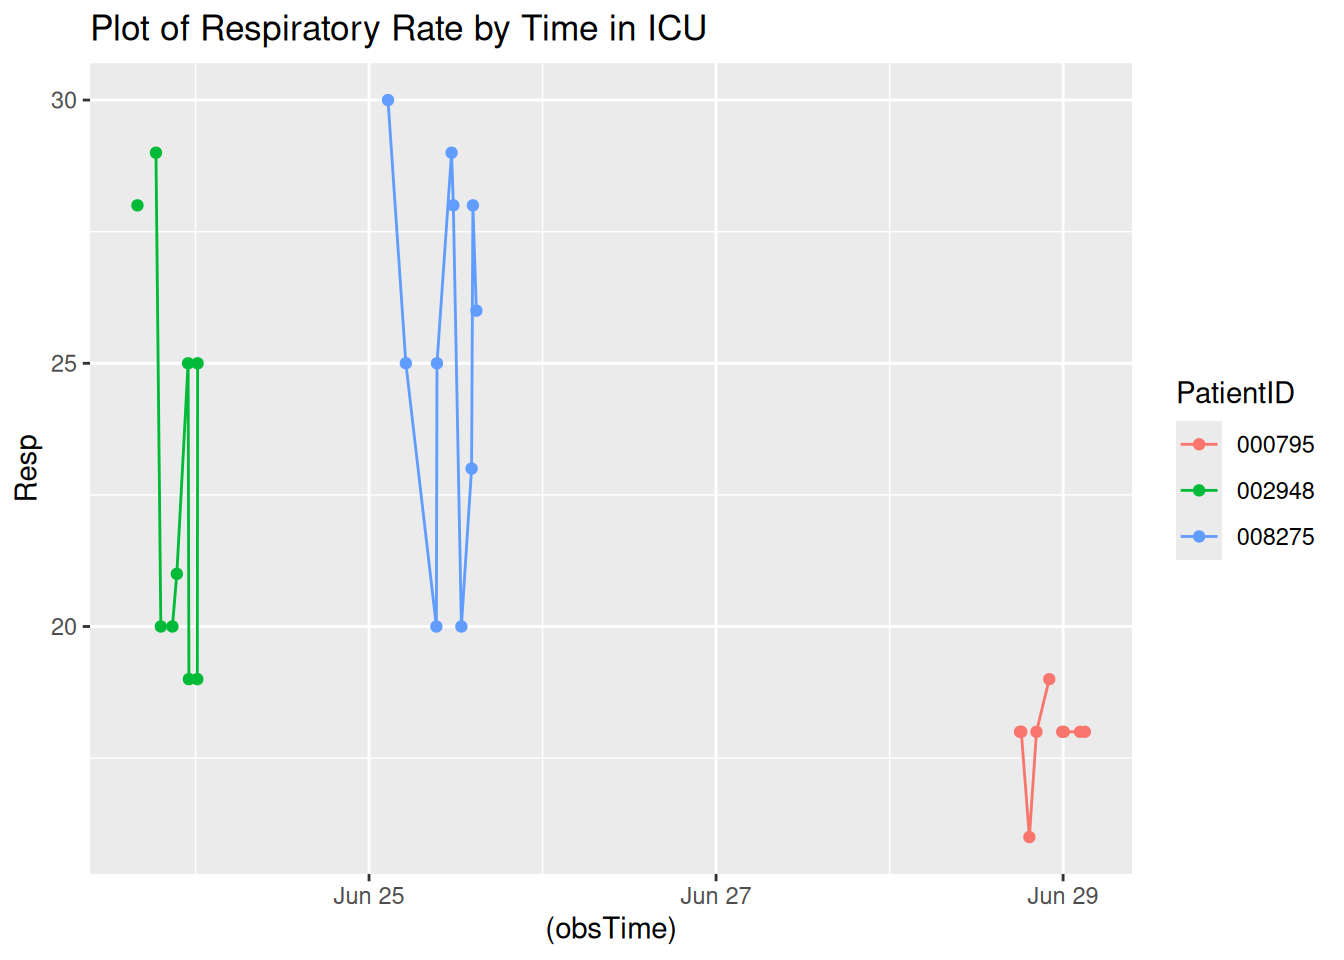 Plot of Respiratory Rate by Time in ICU
30
25
20
Resp
Jun 25
Jun 27
Jun 29
(obsTime)
PatientID
000795
002948
008275